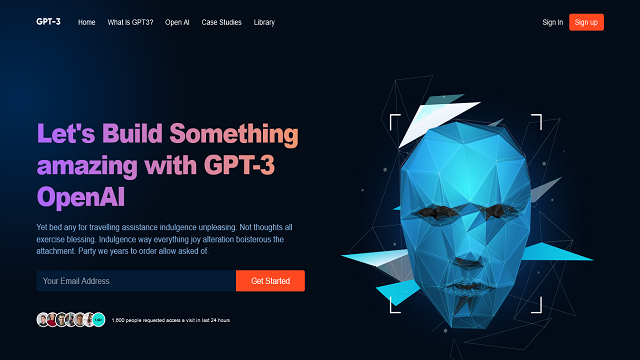 GPT-3 Home What Is GPT3? Open AI Case Studies Library Sign In Sign up
Let's Build Something
amazing with GPT-3
OpenAI
Yet bed any for travelling assistance indulgence unpleasing. Not thoughts all
exercise blessing. Indulgence way everything joy alteration boisterous the
attachment. Party we years to order allow asked of.
Your Email Address Get Started
1,600 people requested access a visit in last 24 hours